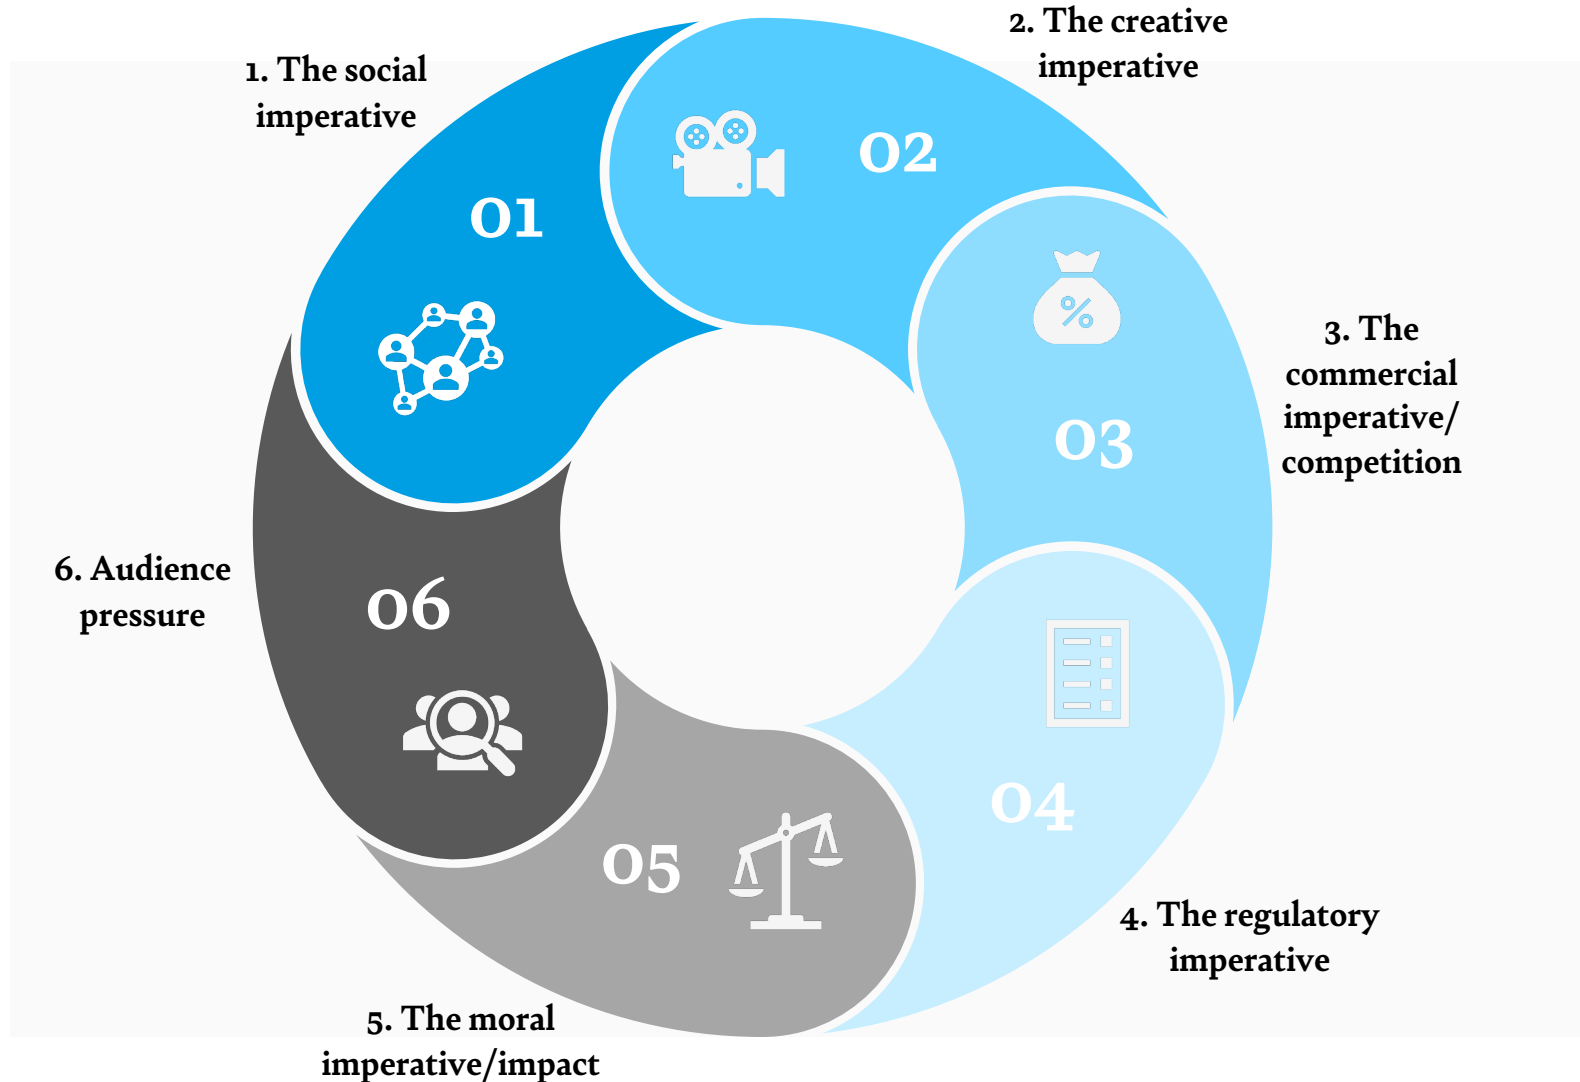 1. The social
imperative
01
2. The creative
imperative
02
3. The
commercial
imperative/
competition
%
03
4. The regulatory
imperative
04
5. The moral
imperative/impact
05
6. Audience
pressure
06